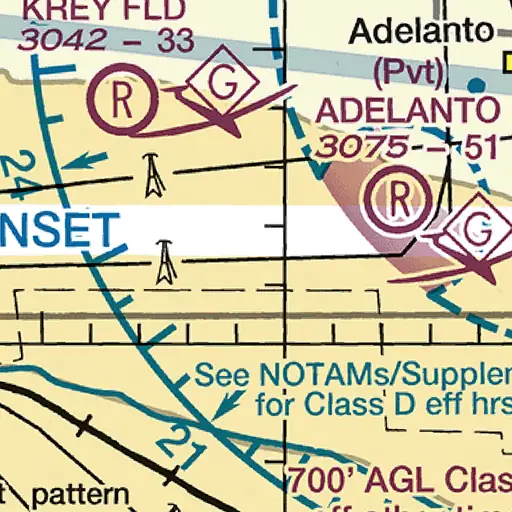 KREY FLD
3042 - 33
R
G
Adelanto
(Pvt)
ADELANTO
3075 - 51
R
G
24
NSET
See NOTAMs/Supplem
for Class D eff hrs
21
700' AGL Clas
t pattern